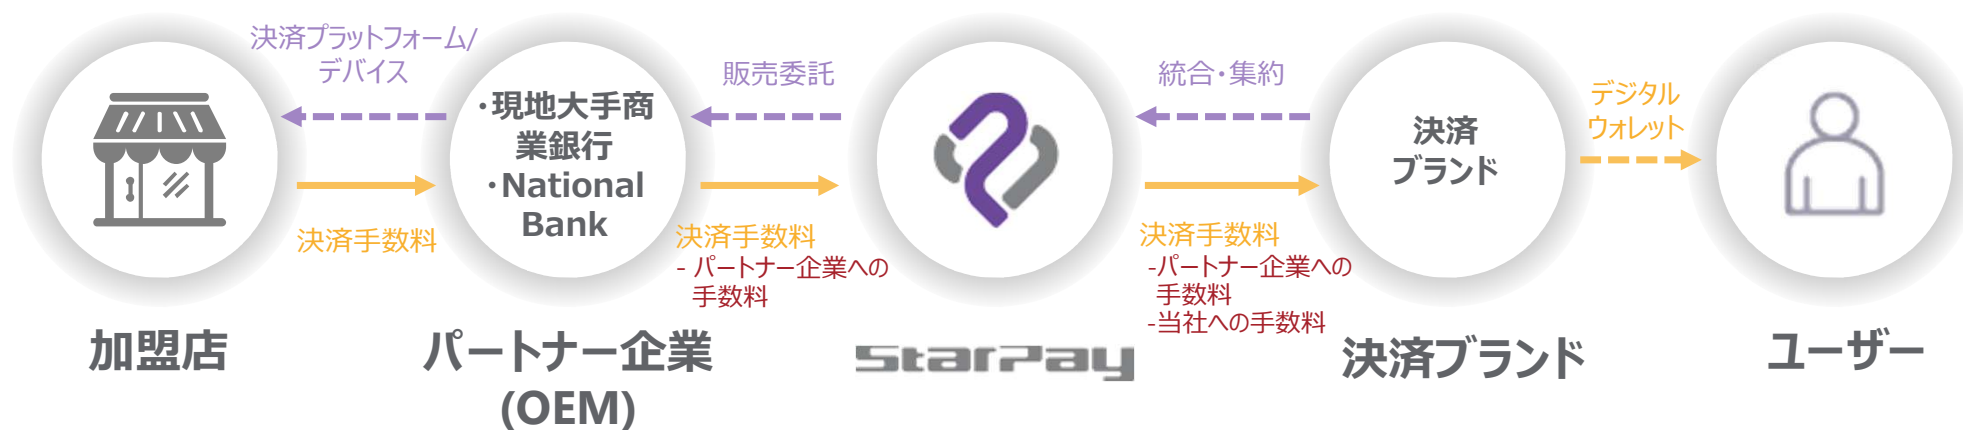 決済プラットフォーム/
デバイス
販売委託
統合・集約
デジタル
ウォレット
・現地大手商
業銀行
・National
Bank
決済
ブランド
決済手数料
決済手数料
- パートナー企業への
手数料
決済手数料
-パートナー企業への
手数料
-当社への手数料
加盟店
パートナー企業
(OEM)
StarPay
決済ブランド
ユーザー